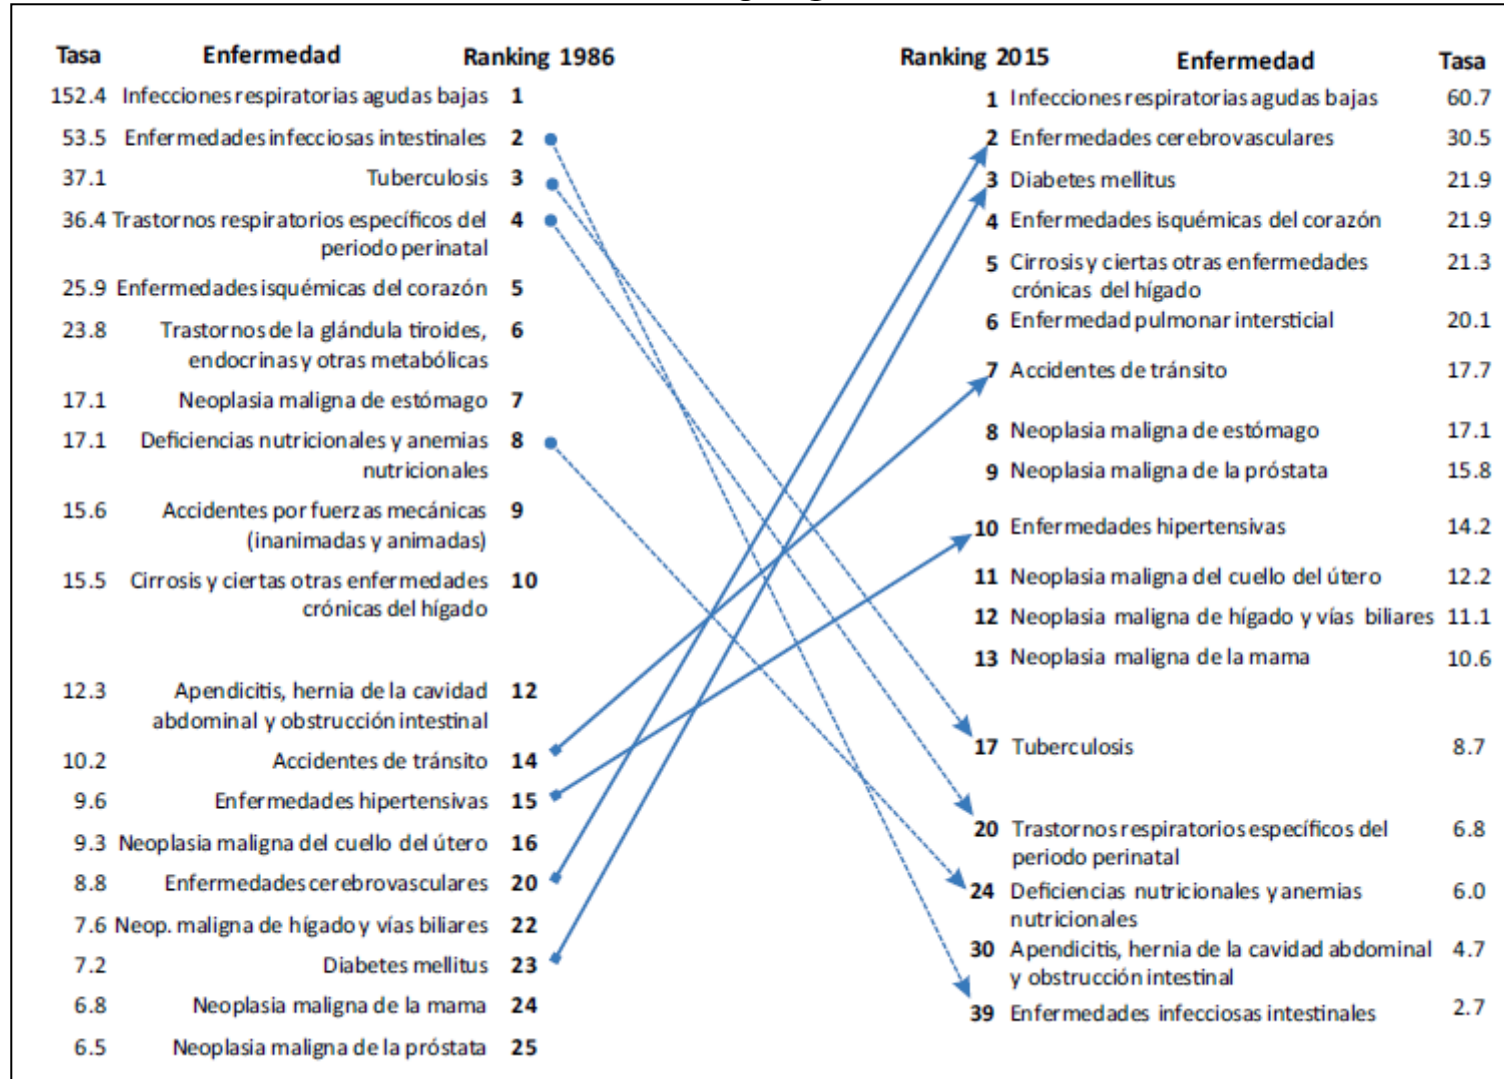 Tasa Enfermedad Ranking 1986
152.4 Infecciones respiratorias agudas bajas 1
53.5 Enfermedades infecciosas intestinales 2
37.1 Tuberculosis 3
36.4 Trastornos respiratorios específicos del 4
periodo perinatal
25.9 Enfermedades isquémicas del corazón 5
23.8 Trastornos de la glándula tiroides, 6
endocrinas y otras metabólicas
17.1 Neoplasia maligna de estómago 7
17.1 Deficiencias nutricionales y anemias 8
nutricionales
15.6 Accidentes por fuerzas mecánicas 9
(inanimadas y animadas)
15.5 Cirrosis y ciertas otras enfermedades 10
crónicas del hígado
12.3 Apendicitis, hernia de la cavidad 12
abdominal y obstrucción intestinal
10.2 Accidentes de tránsito 14
9.6 Enfermedades hipertensivas 15
9.3 Neoplasia maligna del cuello del útero 16
8.8 Enfermedades cerebrovasculares 20
7.6 Neop. maligna de hígado y vías biliares 22
7.2 Diabetes mellitus 23
6.8 Neoplasia maligna de la mama 24
6.5 Neoplasia maligna de la próstata 25
Ranking 2015 Enfermedad Tasa
1 Infecciones respiratorias agudas bajas 60.7
2 Enfermedades cerebrovasculares 30.5
3 Diabetes mellitus 21.9
4 Enfermedades isquémicas del corazón 21.9
5 Cirrosis y ciertas otras enfermedades 21.3
crónicas del hígado
6 Enfermedad pulmonar intersticial 20.1
7 Accidentes de tránsito 17.7
8 Neoplasia maligna de estómago 17.1
9 Neoplasia maligna de la próstata 15.8
10 Enfermedades hipertensivas 14.2
11 Neoplasia maligna del cuello del útero 12.2
12 Neoplasia maligna de hígado y vías biliares 11.1
13 Neoplasia maligna de la mama 10.6
17 Tuberculosis 8.7
20 Trastornos respiratorios específicos del 6.8
periodo perinatal
24 Deficiencias nutricionales y anemias 6.0
nutricionales
30 Apendicitis, hernia de la cavidad abdominal 4.7
y obstrucción intestinal
39 Enfermedades infecciosas intestinales 2.7